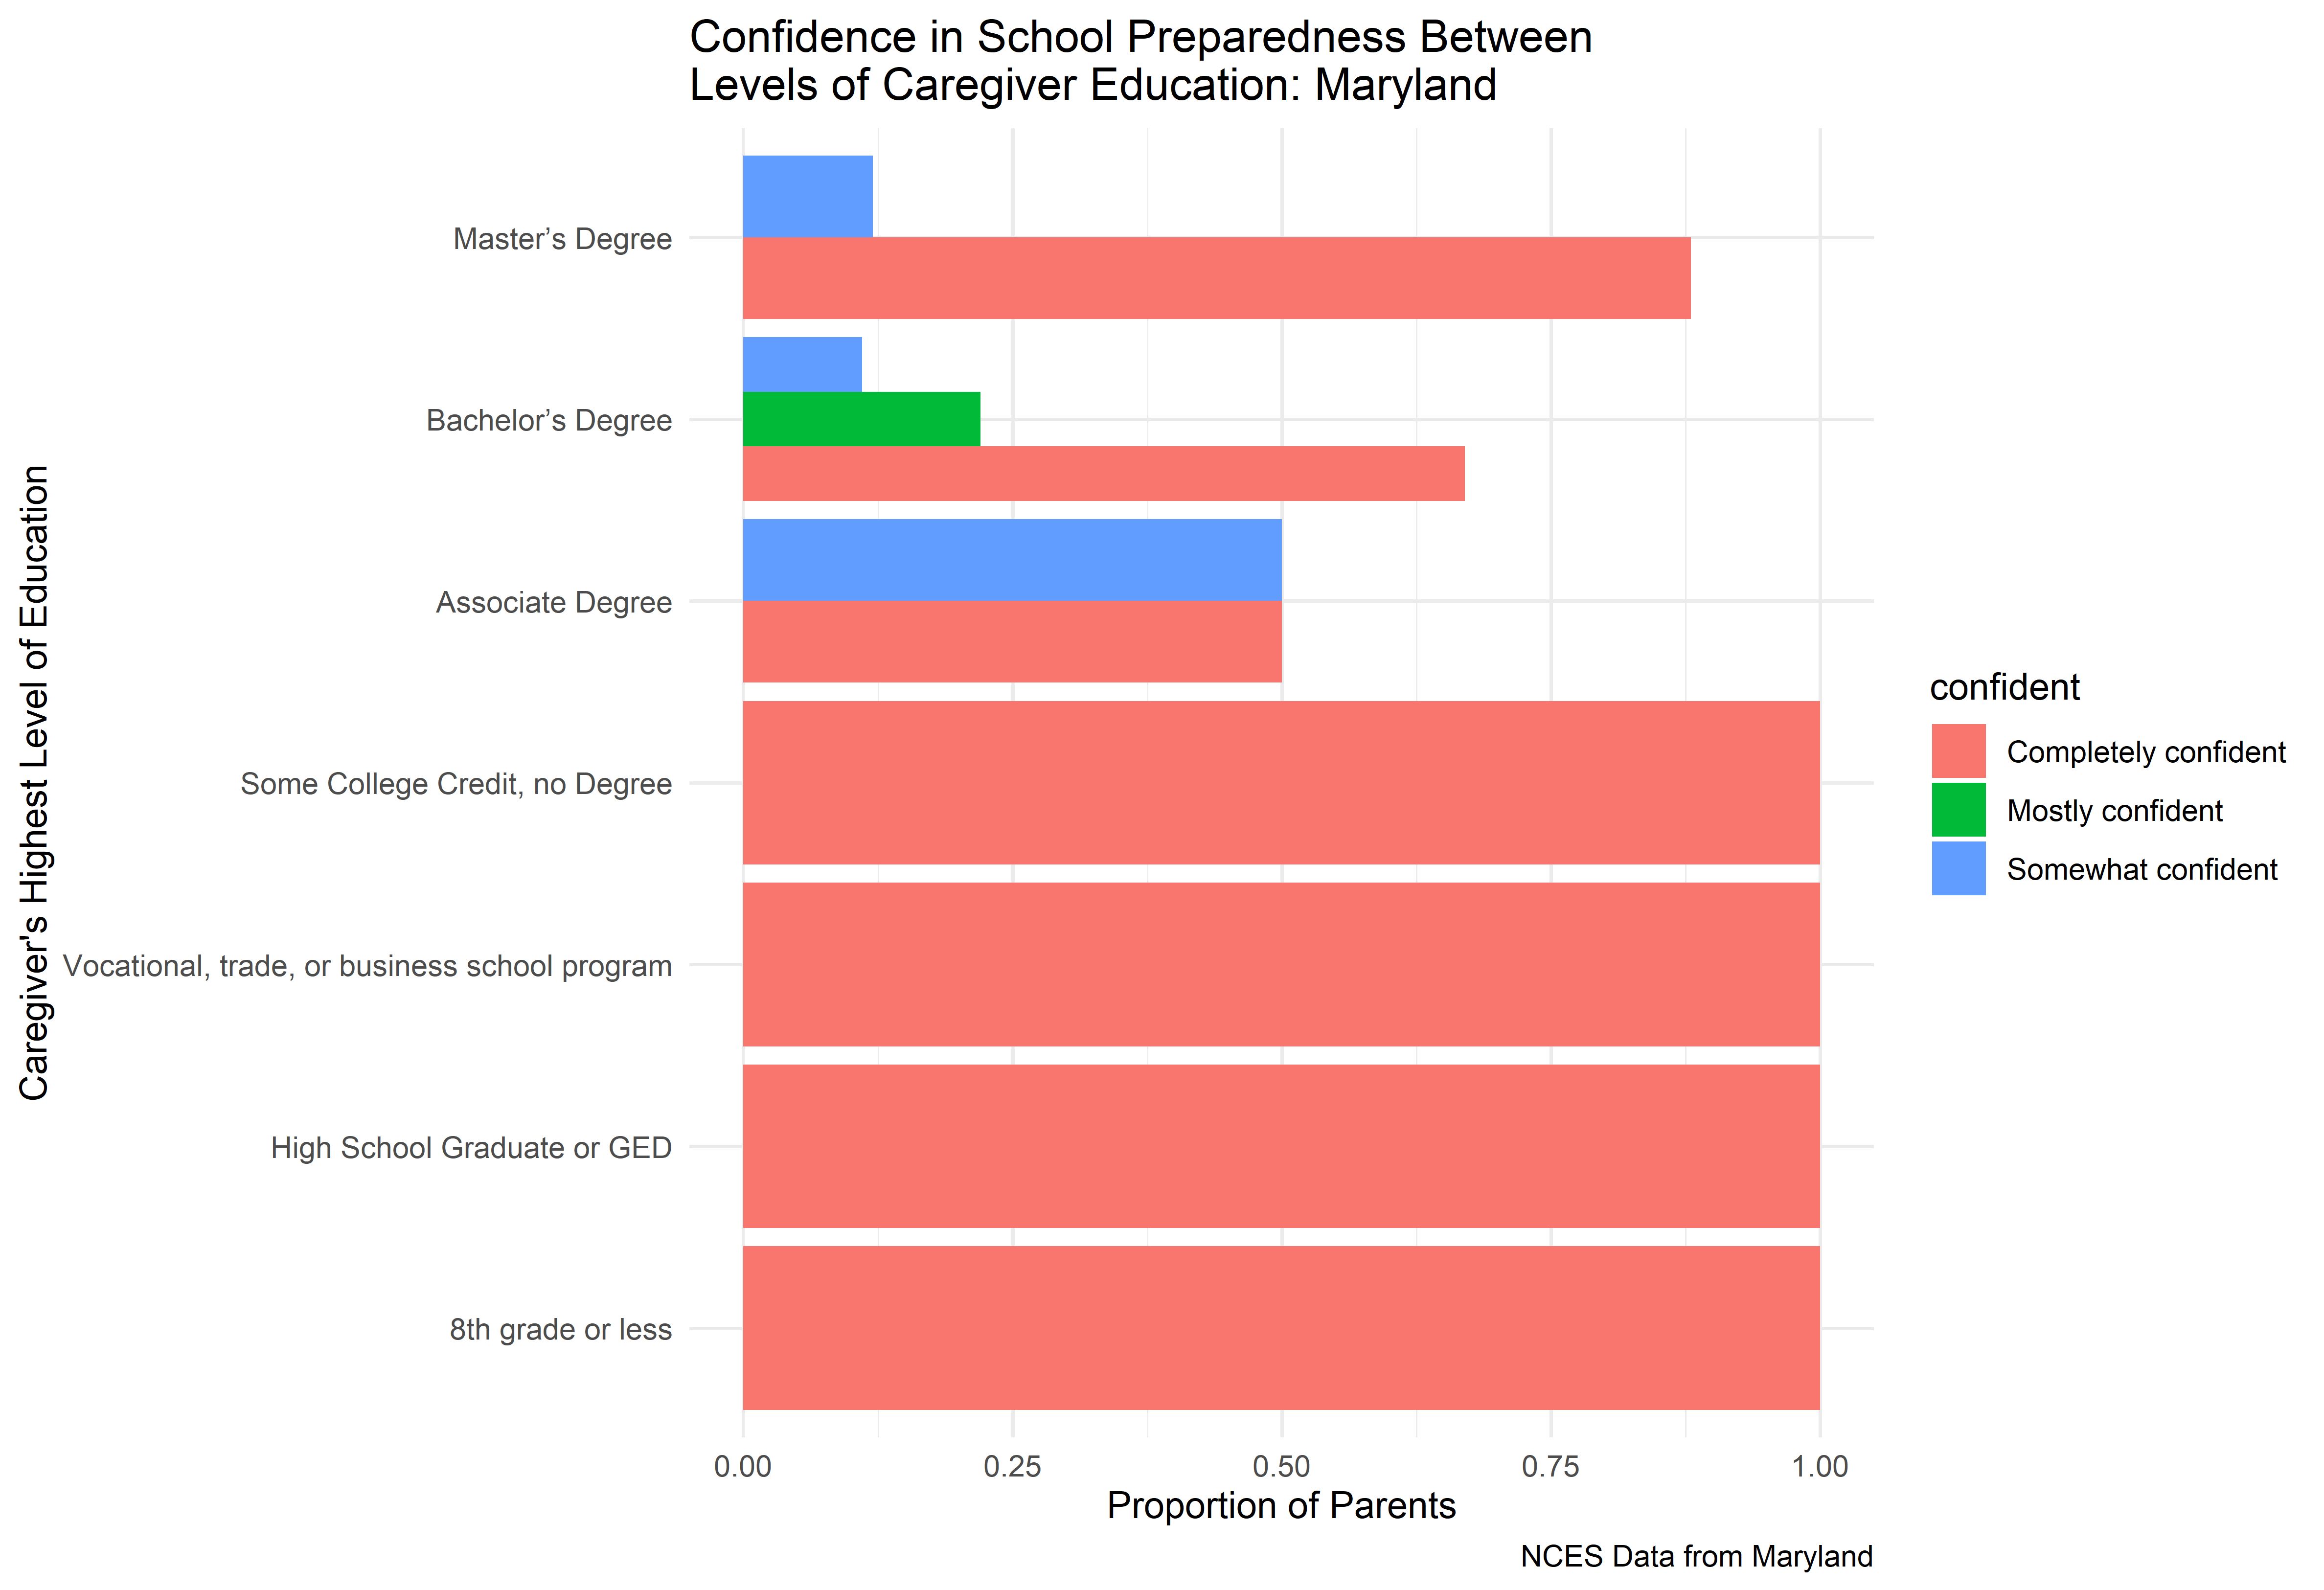 Confidence in School Preparedness Between
Levels of Caregiver Education: Maryland
Caregiver's Highest Level of Education
Master’s Degree
Bachelor’s Degree
Associate Degree
Some College Credit, no Degree
Vocational, trade, or business school program
High School Graduate or GED
8th grade or less
0.00 0.25 0.50 0.75 1.00
Proportion of Parents
confident
Completely confident
Mostly confident
Somewhat confident
NCES Data from Maryland